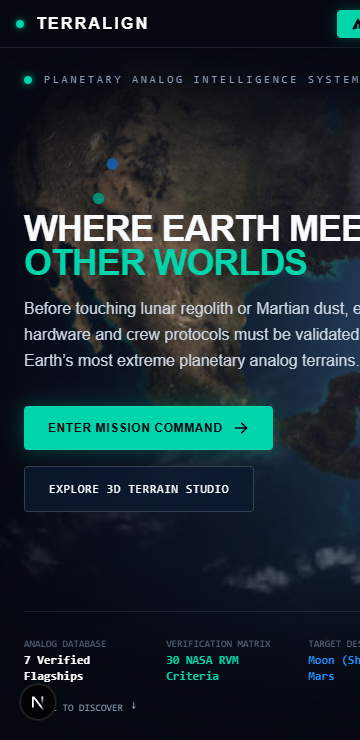 TERRALIGN
PLANETARY ANALOG INTELLIGENCE SYSTEM
WHERE EARTH MEE
OTHER WORLDS
Before touching lunar regolith or Martian dust, e
hardware and crew protocols must be validated
Earth's most extreme planetary analog terrains.
ENTER MISSION COMMAND →
EXPLORE 3D TERRAIN STUDIO
ANALOG DATABASE
7 Verified
Flagships
VERIFICATION MATRIX
30 NASA RVM
Criteria
TARGET DES
Moon (Sh
Mars
N
TO DISCOVER ↓